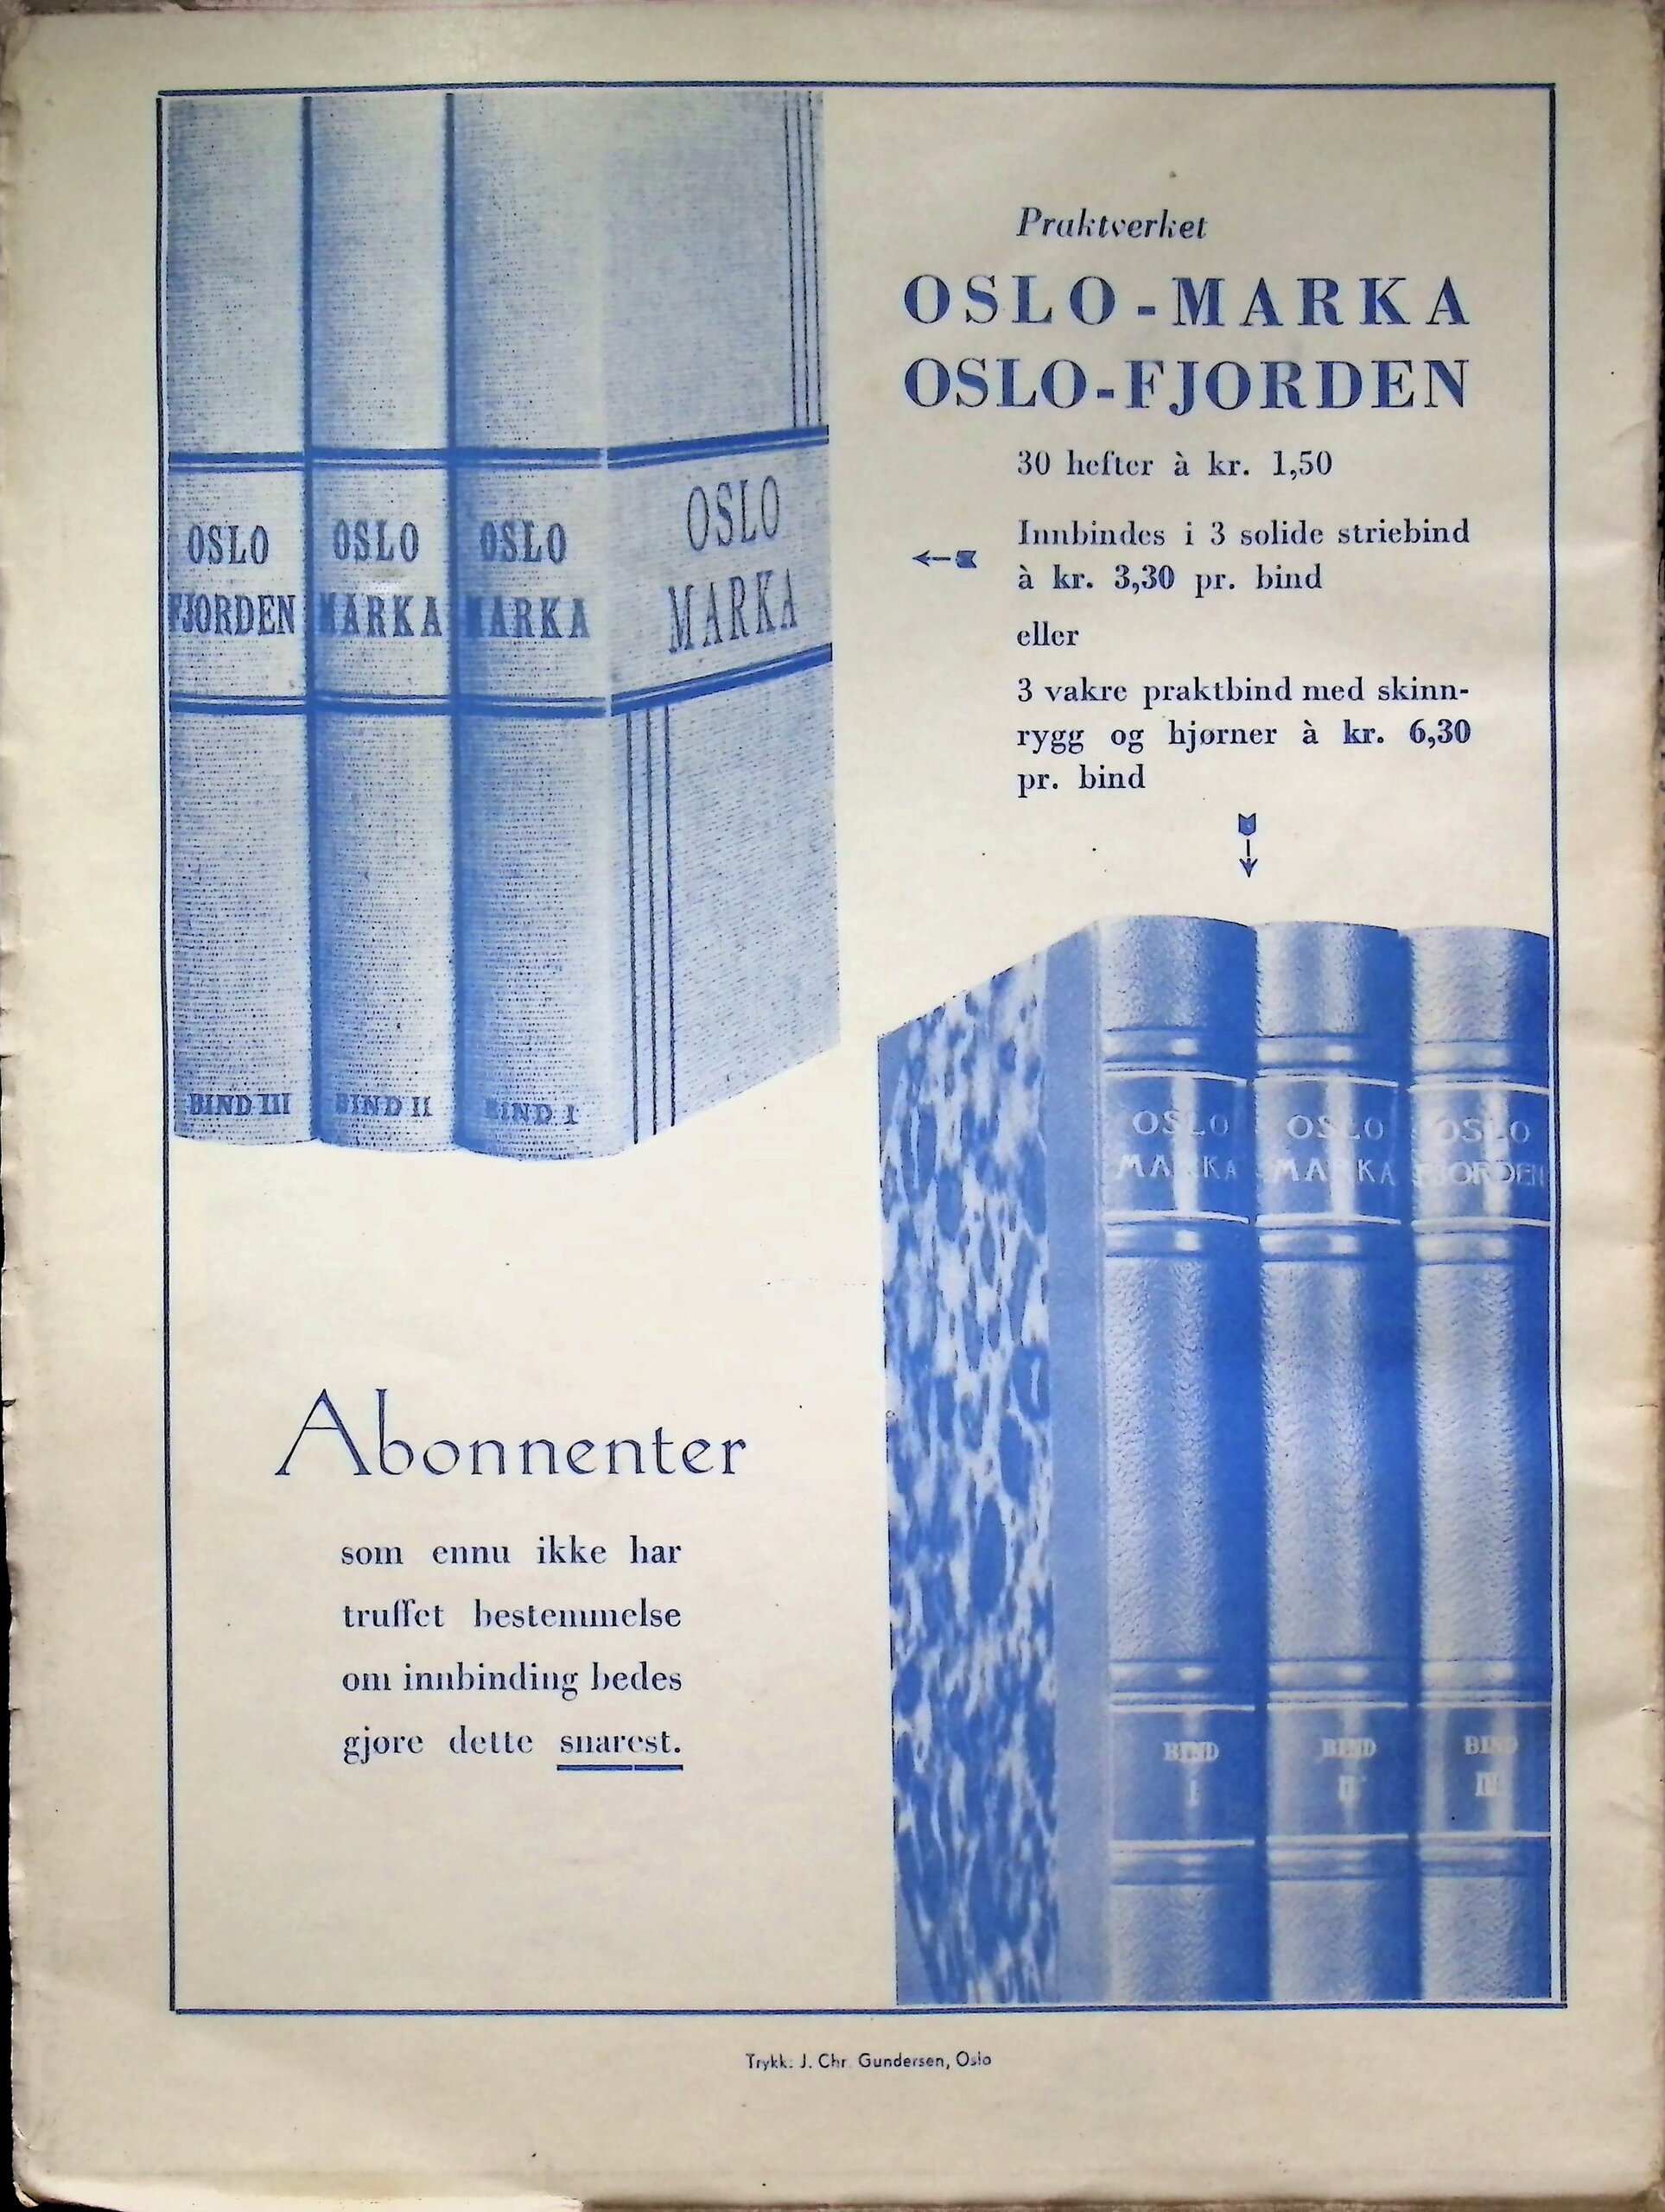 Praktverket
OSLO-MARKA
OSLO-FJORDEN
30 hefter à kr. 1,50
Innbindes i 3 solide striebind
à kr. 3,30 pr. bind
eller
3 vakre praktbind med skinn-
rygg og hjørner à kr. 6,30
pr. bind
OSLO
FJORDEN
BIND III
OSLO
MARKA
BIND II
OSLO
MARKA
BIND I
OSLO
MARKA
OSLO
MARKA
BIND
I
OSLO
MARKA
BIND
II
OSLO
FJORDEN
BIND
III
Abonnenter
som ennu ikke har
truffet bestemmelse
om innbinding bedes
gjøre dette snarest.
Trykk: J. Chr. Gundersen, Oslo